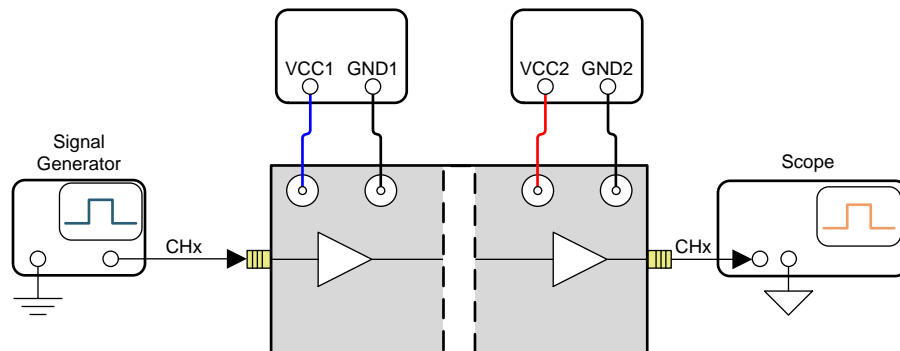 VCC1 GND1
VCC2 GND2
Signal
Generator
Scope
CHx
CHx